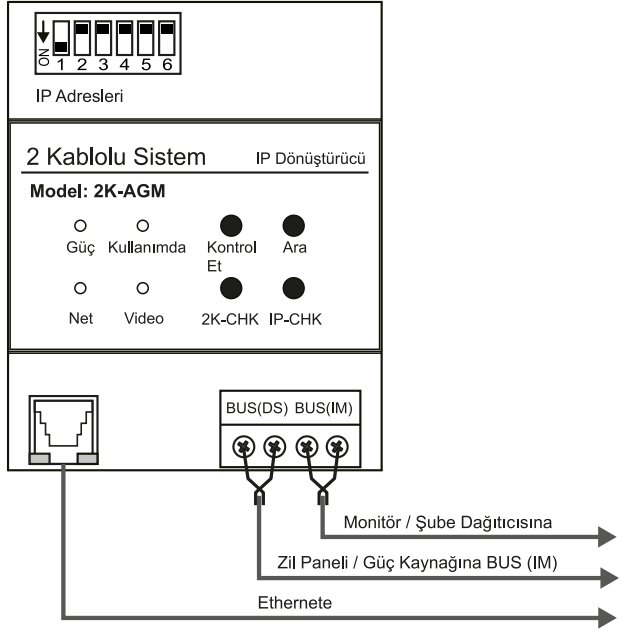 ON
1 2 3 4 5 6
IP Adresleri
2 Kablolu Sistem IP Dönüştürücü
Model: 2K-AGM
Güç Kullanımda Kontrol Et Ara
Net Video 2K-CHK IP-CHK
BUS(DS) BUS(IM)
Monitör / Şube Dağıtıcısına
Zil Paneli / Güç Kaynağına BUS (IM)
Ethernete